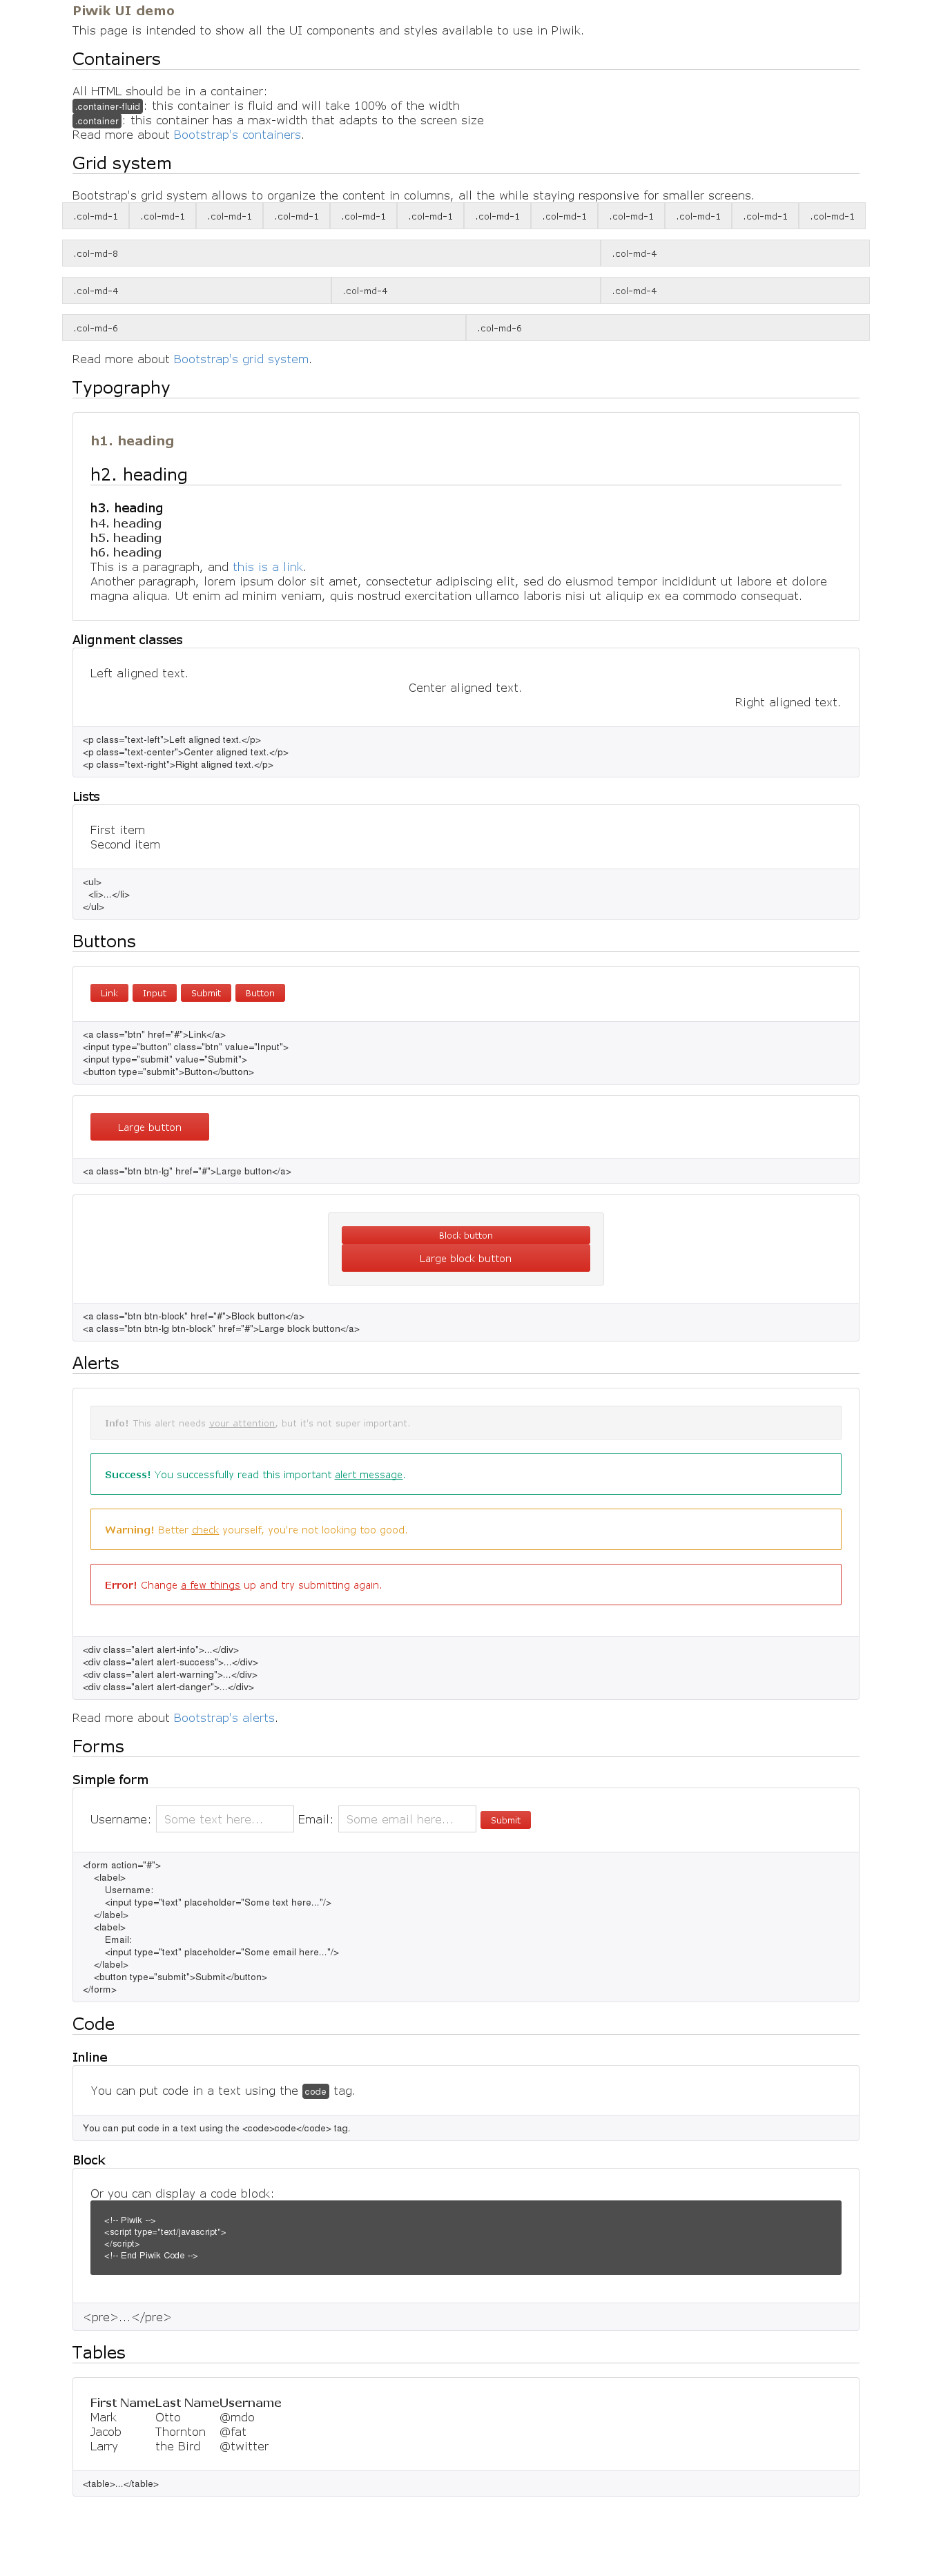 Piwik UI demo
This page is intended to show all the UI components and styles available to use in Piwik.
Containers
All HTML should be in a container:
.container-fluid: this container is fluid and will take 100% of the width
.container: this container has a max-width that adapts to the screen size
Read more about Bootstrap's containers.
Grid system
Bootstrap's grid system allows to organize the content in columns, all the while staying responsive for smaller screens.
.col-md-1 .col-md-1 .col-md-1 .col-md-1 .col-md-1 .col-md-1 .col-md-1 .col-md-1 .col-md-1 .col-md-1 .col-md-1 .col-md-1
.col-md-8 .col-md-4
.col-md-4 .col-md-4 .col-md-4
.col-md-6 .col-md-6
Read more about Bootstrap's grid system.
Typography
h1. heading
h2. heading
h3. heading
h4. heading
h5. heading
h6. heading
This is a paragraph, and this is a link.
Another paragraph, lorem ipsum dolor sit amet, consectetur adipiscing elit, sed do eiusmod tempor incididunt ut labore et dolore
magna aliqua. Ut enim ad minim veniam, quis nostrud exercitation ullamco laboris nisi ut aliquip ex ea commodo consequat.
Alignment classes
Left aligned text.
Center aligned text.
Right aligned text.
<p class="text-left">Left aligned text.</p>
<p class="text-center">Center aligned text.</p>
<p class="text-right">Right aligned text.</p>
Lists
First item
Second item
<ul>
  <li>...</li>
</ul>
Buttons
Link Input Submit Button
<a class="btn" href="#">Link</a>
<input type="button" class="btn" value="Input">
<input type="submit" value="Submit">
<button type="submit">Button</button>
Large button
<a class="btn btn-lg" href="#">Large button</a>
Block button
Large block button
<a class="btn btn-block" href="#">Block button</a>
<a class="btn btn-lg btn-block" href="#">Large block button</a>
Alerts
Info! This alert needs your attention, but it's not super important.
Success! You successfully read this important alert message.
Warning! Better check yourself, you're not looking too good.
Error! Change a few things up and try submitting again.
<div class="alert alert-info">...</div>
<div class="alert alert-success">...</div>
<div class="alert alert-warning">...</div>
<div class="alert alert-danger">...</div>
Read more about Bootstrap's alerts.
Forms
Simple form
Username: Some text here... Email: Some email here... Submit
<form action="#">
    <label>
        Username:
        <input type="text" placeholder="Some text here..."/>
    </label>
    <label>
        Email:
        <input type="text" placeholder="Some email here..."/>
    </label>
    <button type="submit">Submit</button>
</form>
Code
Inline
You can put code in a text using the code tag.
You can put code in a text using the <code>code</code> tag.
Block
Or you can display a code block:
<!-- Piwik -->
<script type="text/javascript">
</script>
<!-- End Piwik Code -->
<pre>...</pre>
Tables
First Name Last Name Username
Mark Otto @mdo
Jacob Thornton @fat
Larry the Bird @twitter
<table>...</table>